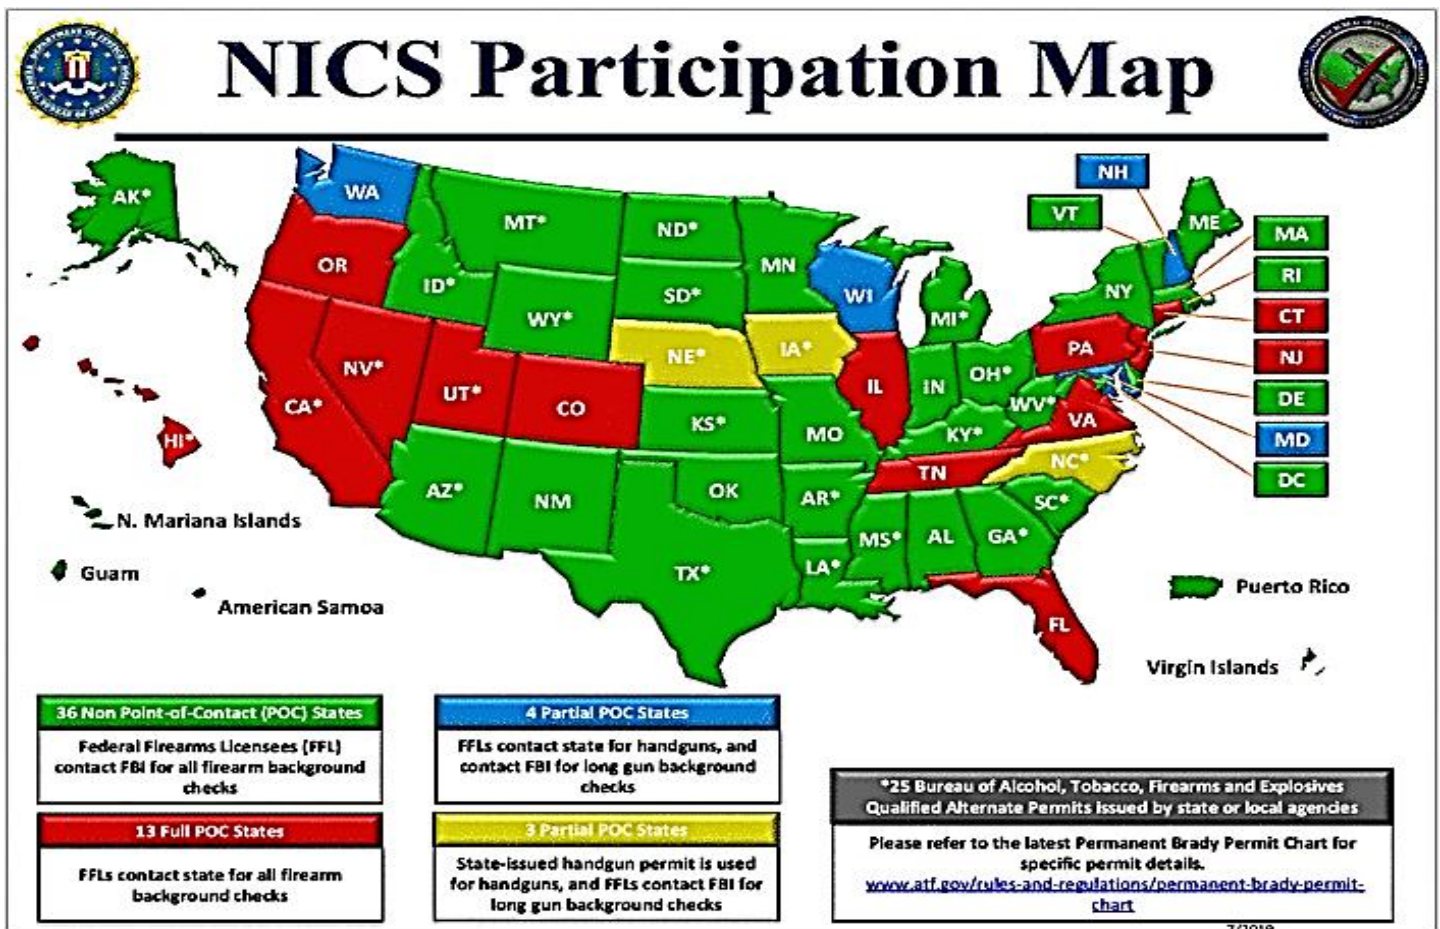 NICS Participation Map
AK*
WA
MT*
ND*
MN
NH
VT
ME
MA
RI
CT
NJ
DE
MD
DC
OR
ID*
WY*
SD*
WI
MI*
NY
NV*
UT*
CO
NE*
IA*
IL
IN
OH*
PA
CA*
KS*
MO
KY*
WV*
VA
HI*
AZ*
NM
OK
AR*
TN
NC*
SC*
TX*
LA*
MS*
AL
GA*
FL
N. Mariana Islands
Guam
American Samoa
Puerto Rico
Virgin Islands
36 Non Point-of-Contact (POC) States
Federal Firearms Licensees (FFL)
contact FBI for all firearm background
checks
13 Full POC States
FFLs contact state for all firearm
background checks
4 Partial POC States
FFLs contact state for handguns, and
contact FBI for long gun background
checks
3 Partial POC States
State-issued handgun permit is used
for handguns, and FFLs contact FBI for
long gun background checks
*25 Bureau of Alcohol, Tobacco, Firearms and Explosives
Qualified Alternate Permits issued by state or local agencies
Please refer to the latest Permanent Brady Permit Chart for
specific permit details.
www.atf.gov/rules-and-regulations/permanent-brady-permit-
chart